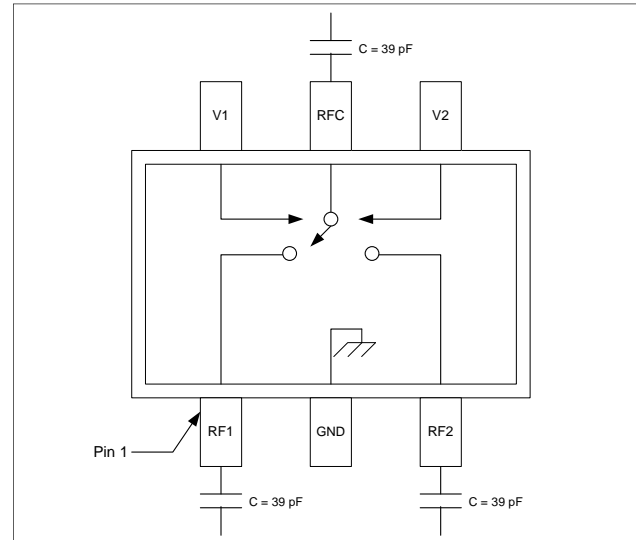 C = 39 pF
V1
RFC
V2
RF1
GND
RF2
Pin 1
C = 39 pF
C = 39 pF